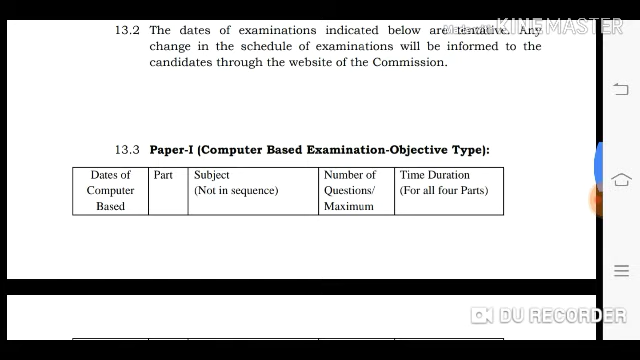 13.2 The dates of examinations indicated below are tentative. Any
change in the schedule of examinations will be informed to the
candidates through the website of the Commission.
KINEMASTER
13.3 Paper-I (Computer Based Examination-Objective Type):
Dates of Computer Based
Part
Subject (Not in sequence)
Number of Questions/ Maximum
Time Duration (For all four Parts)
DU RECORDER